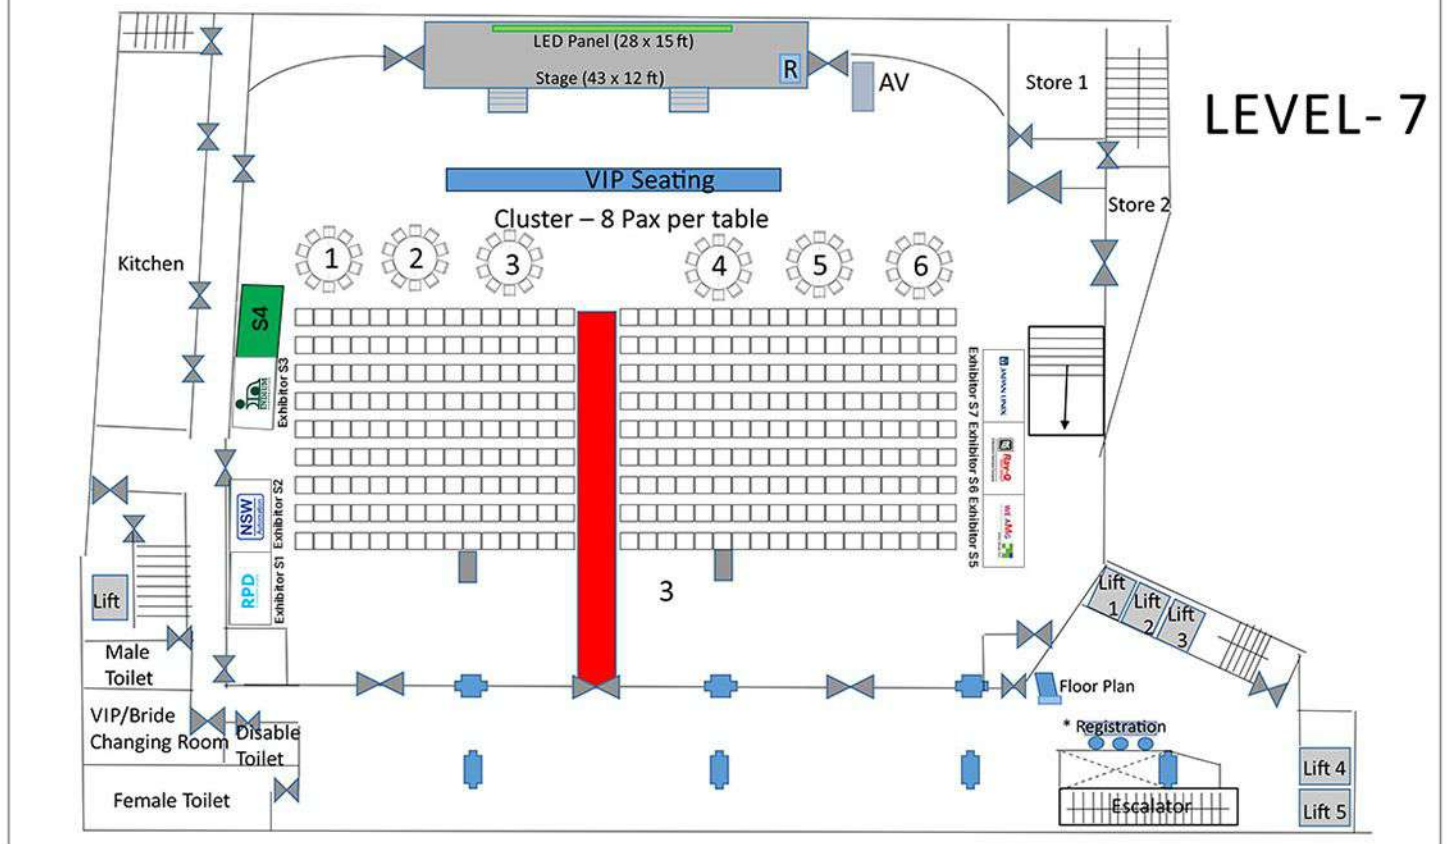 LED Panel (28 x 15 ft)
Stage (43 x 12 ft)
R
AV
Store 1
LEVEL- 7
VIP Seating
Cluster – 8 Pax per table
Store 2
Kitchen
1
2
3
4
5
6
S4
Exhibitor S3
Exhibitor S7
JAPAN UNIX
Exhibitor S6
Exhibitor S5
NSW
Automation
Exhibitor S2
RPD
Exhibitor S1
3
Lift
Lift
1
Lift
2
Lift
3
Male
Toilet
VIP/Bride
Changing Room
Disable
Toilet
Female Toilet
Floor Plan
* Registration
Escalator
Lift 4
Lift 5